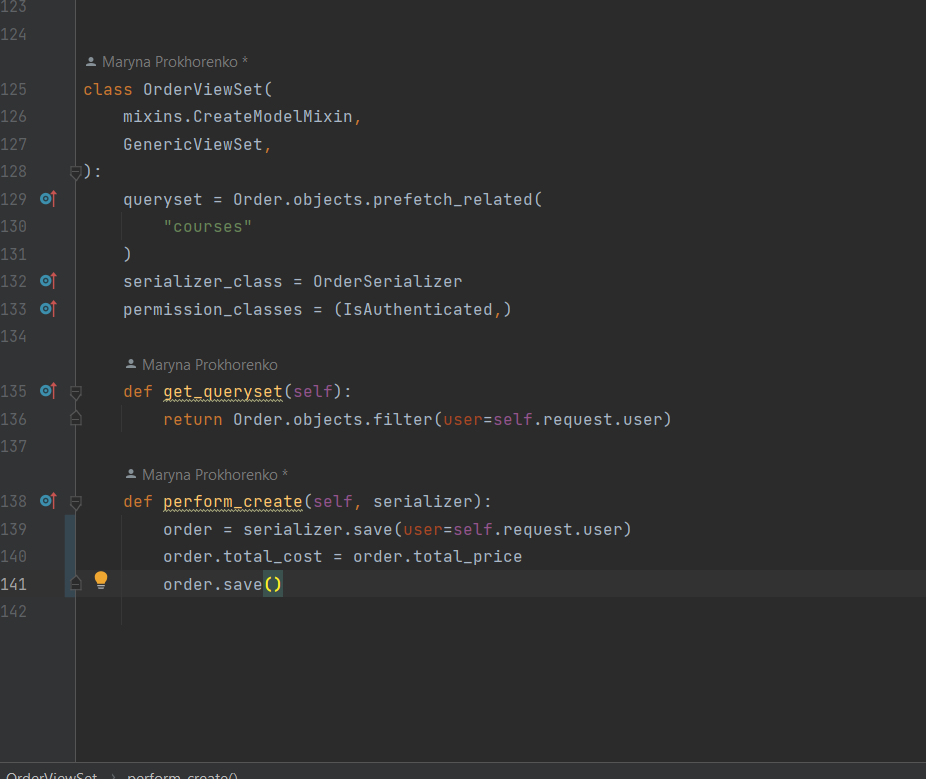 123
124
Maryna Prokhorenko *
125 class OrderViewSet(
126     mixins.CreateModelMixin,
127     GenericViewSet,
128 ):
129     queryset = Order.objects.prefetch_related(
130         "courses"
131     )
132     serializer_class = OrderSerializer
133     permission_classes = (IsAuthenticated,)
134
Maryna Prokhorenko
135     def get_queryset(self):
136         return Order.objects.filter(user=self.request.user)
137
Maryna Prokhorenko *
138     def perform_create(self, serializer):
139         order = serializer.save(user=self.request.user)
140         order.total_cost = order.total_price
141         order.save()
142
OrderViewSet > perform_create()